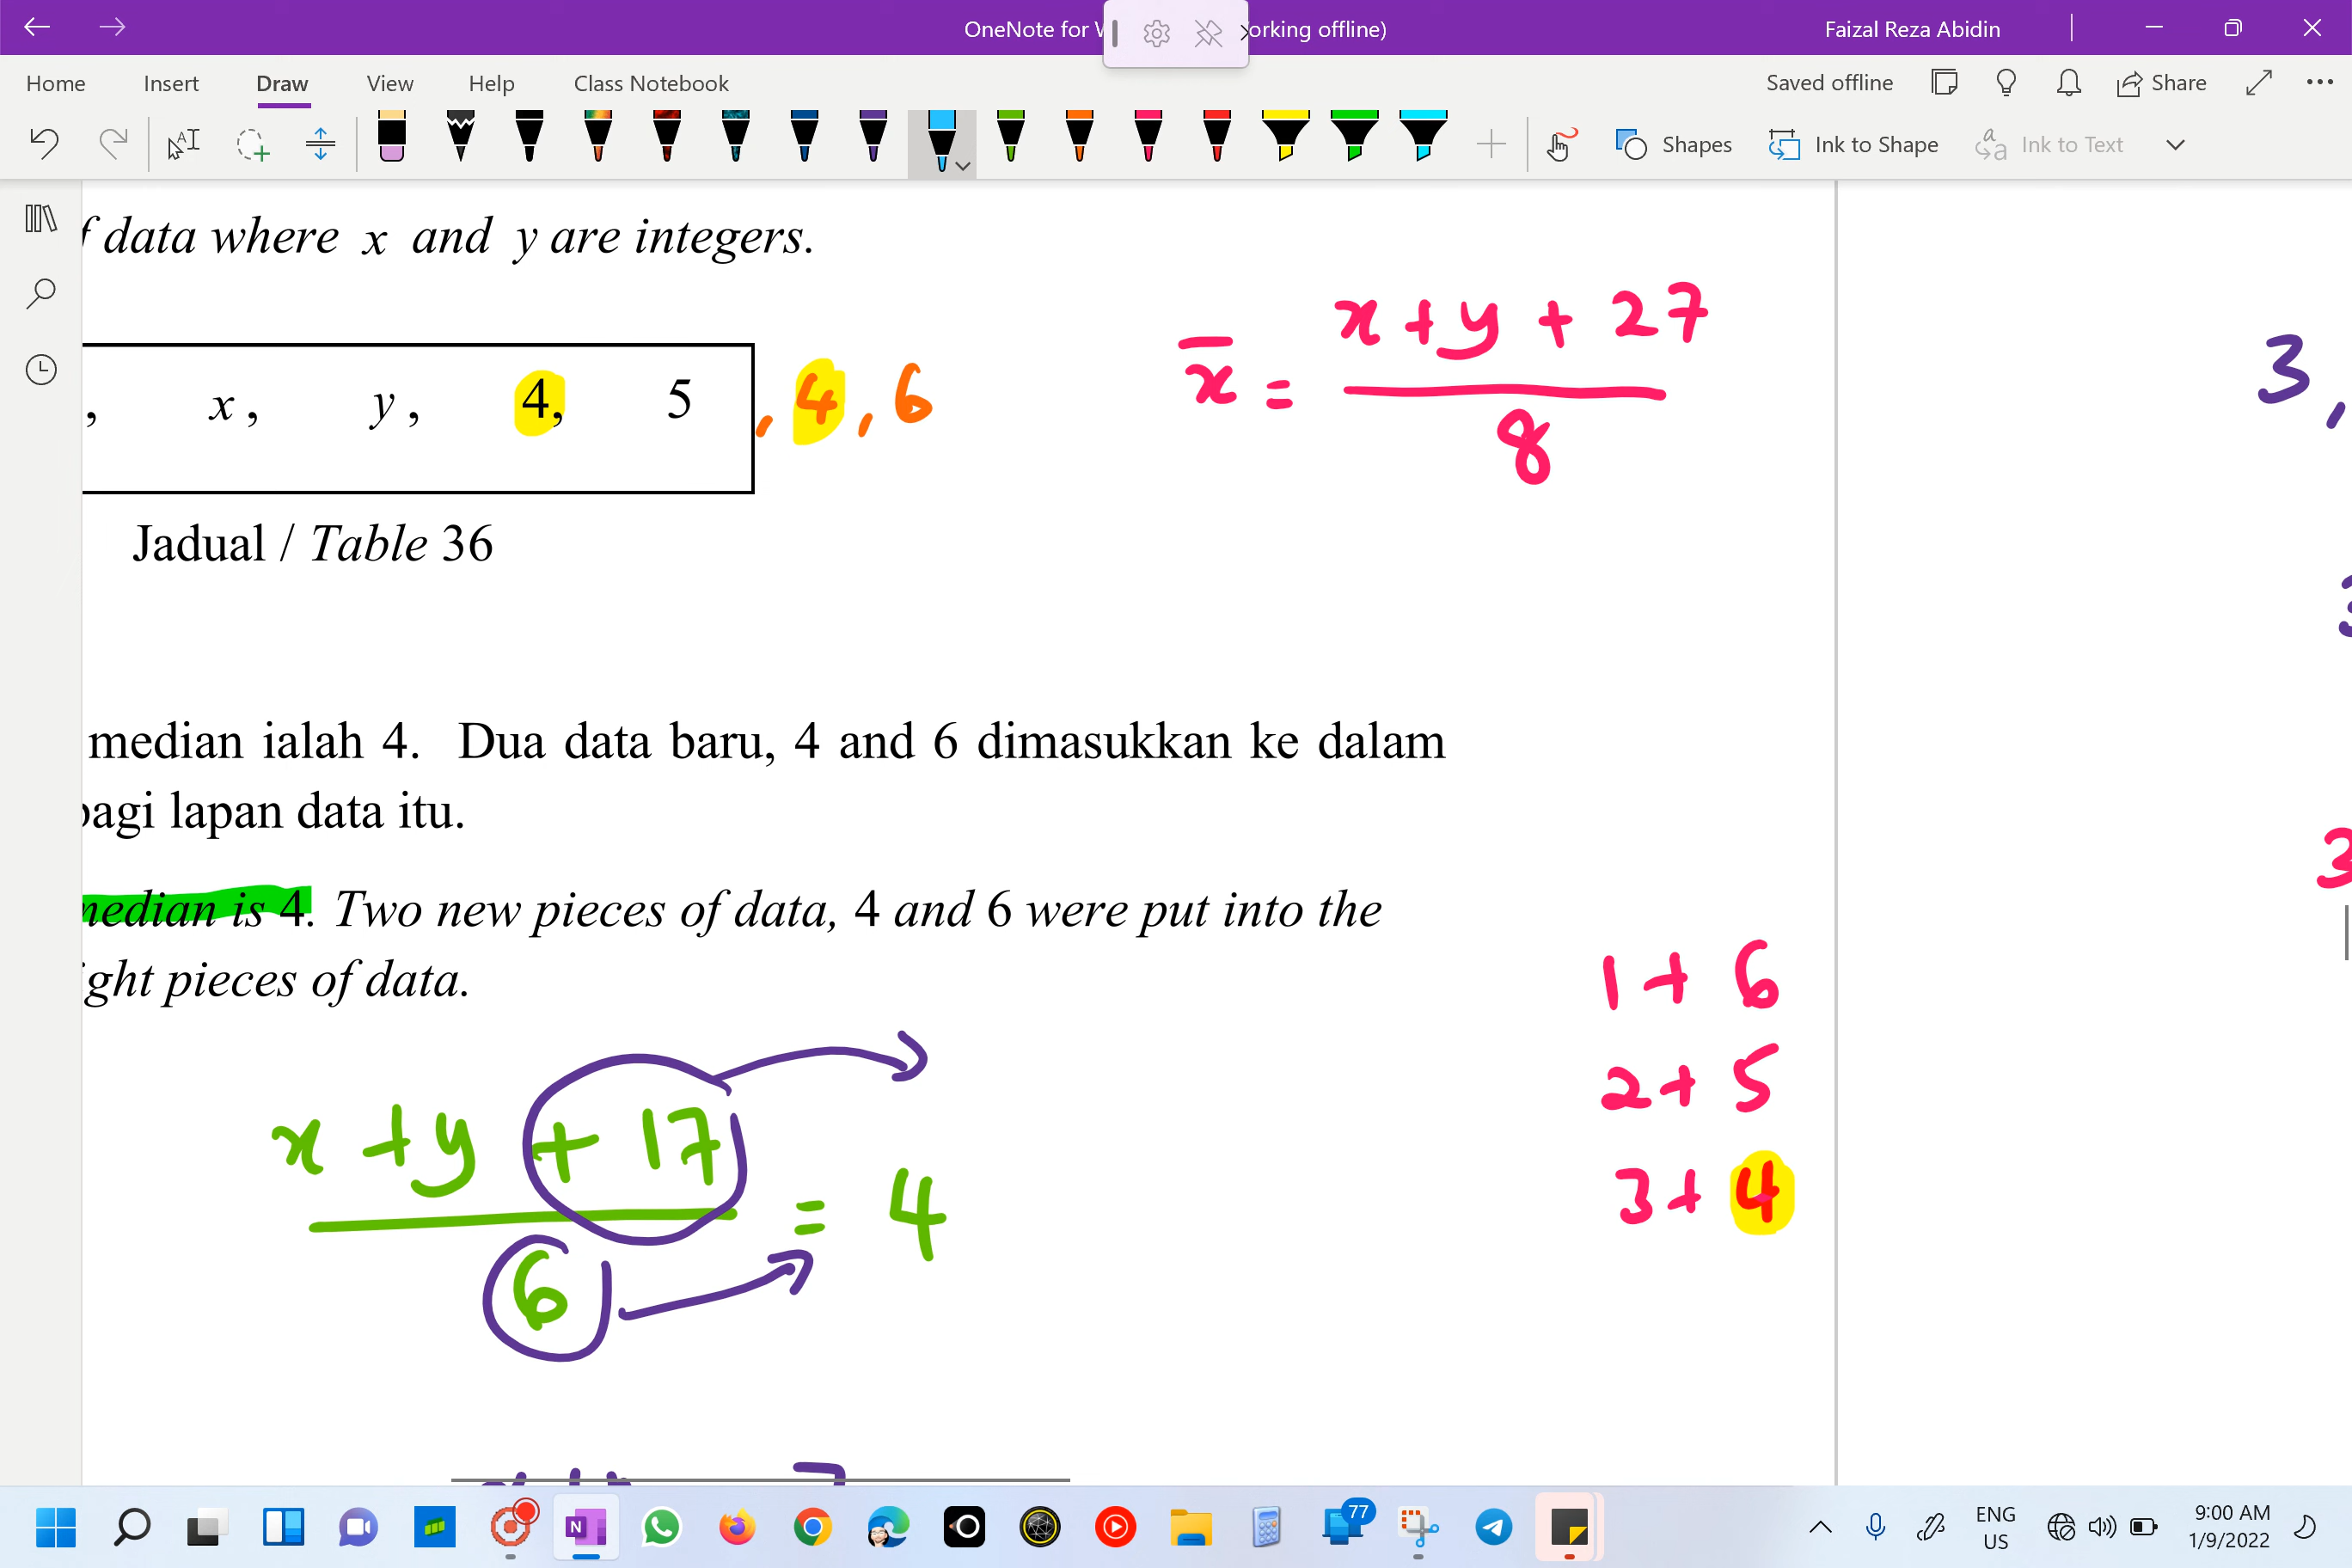 OneNote for W
orking offline)
Faizal Reza Abidin
Home Insert Draw View Help Class Notebook
Saved offline
Share
Shapes Ink to Shape Ink to Text
f data where x and y are integers.
, x, y, 4, 5 , 4, 6
x̄ = x + y + 27 / 8
3,
Jadual / Table 36
median ialah 4. Dua data baru, 4 and 6 dimasukkan ke dalam
bagi lapan data itu.
median is 4. Two new pieces of data, 4 and 6 were put into the
ight pieces of data.
1 + 6
2 + 5
3 + 4
x + y + 17
6
= 4
77
ENG
US
9:00 AM
1/9/2022